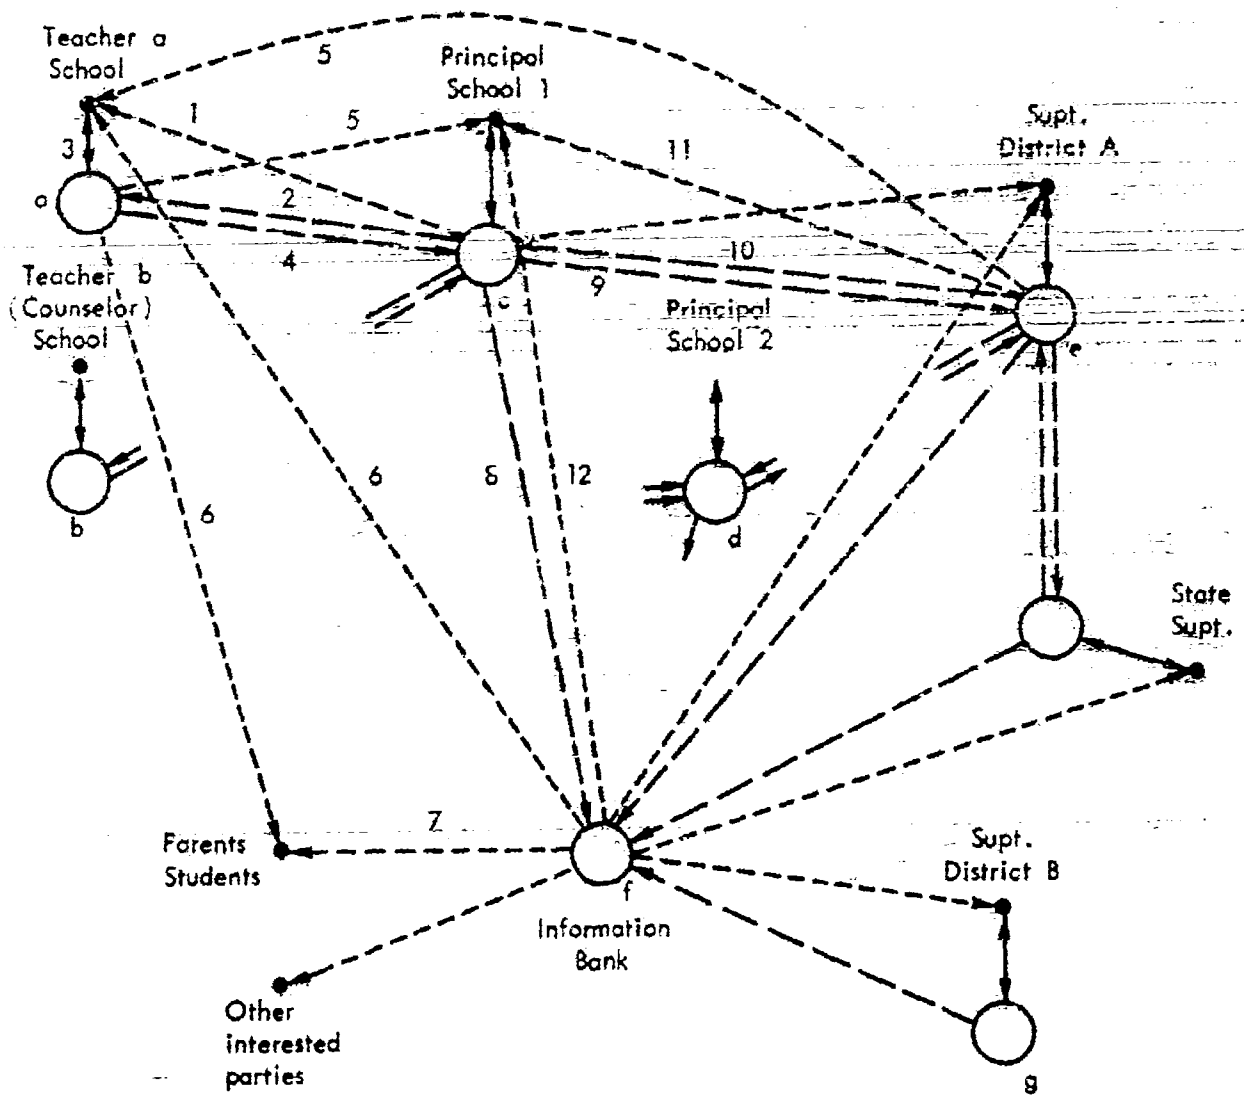 Teacher a
School
5
Principal
School 1
1
5
Supt.
District A
3
11
a
2
4
10
9
c
Teacher b
(Counselor)
School
Principal
School 2
e
6
8
12
6
b
d
State
Supt.
7
Parents
Students
Supt.
District B
f
Information
Bank
Other
interested
parties
g